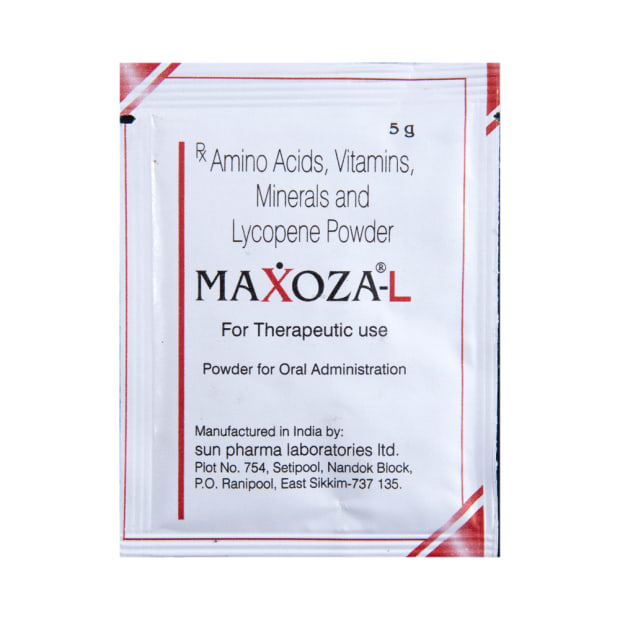 5 g
Rx Amino Acids, Vitamins,
Minerals and
Lycopene Powder
MAXOZA®-L
For Therapeutic use
Powder for Oral Administration
Manufactured in India by:
sun pharma laboratories ltd.
Plot No. 754, Setipool, Nandok Block,
P.O. Ranipool, East Sikkim-737 135.